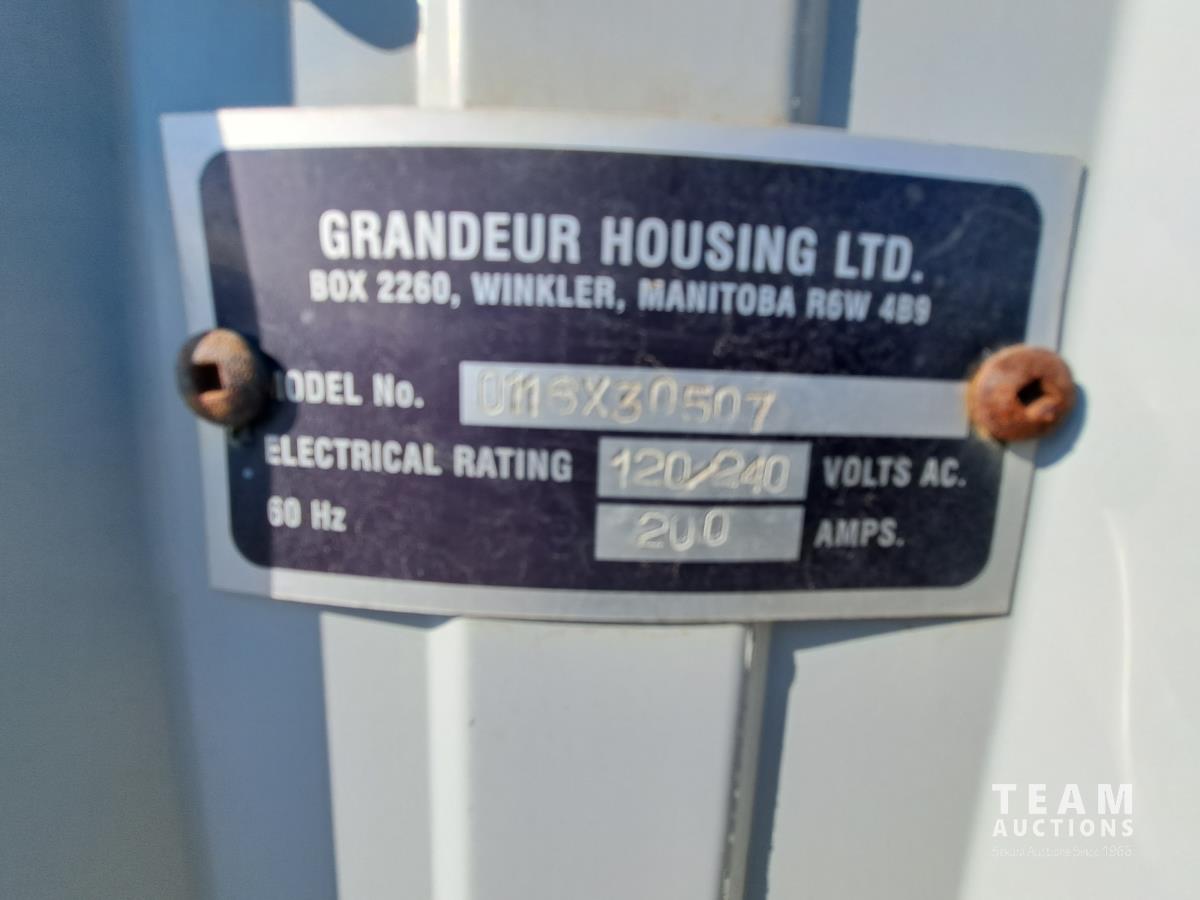 GRANDEUR HOUSING LTD.
BOX 2260, WINKLER, MANITOBA R6W 4B9
MODEL No. 0116X30507
ELECTRICAL RATING 120/240 VOLTS AC.
60 Hz 200 AMPS.
TEAM
AUCTIONS